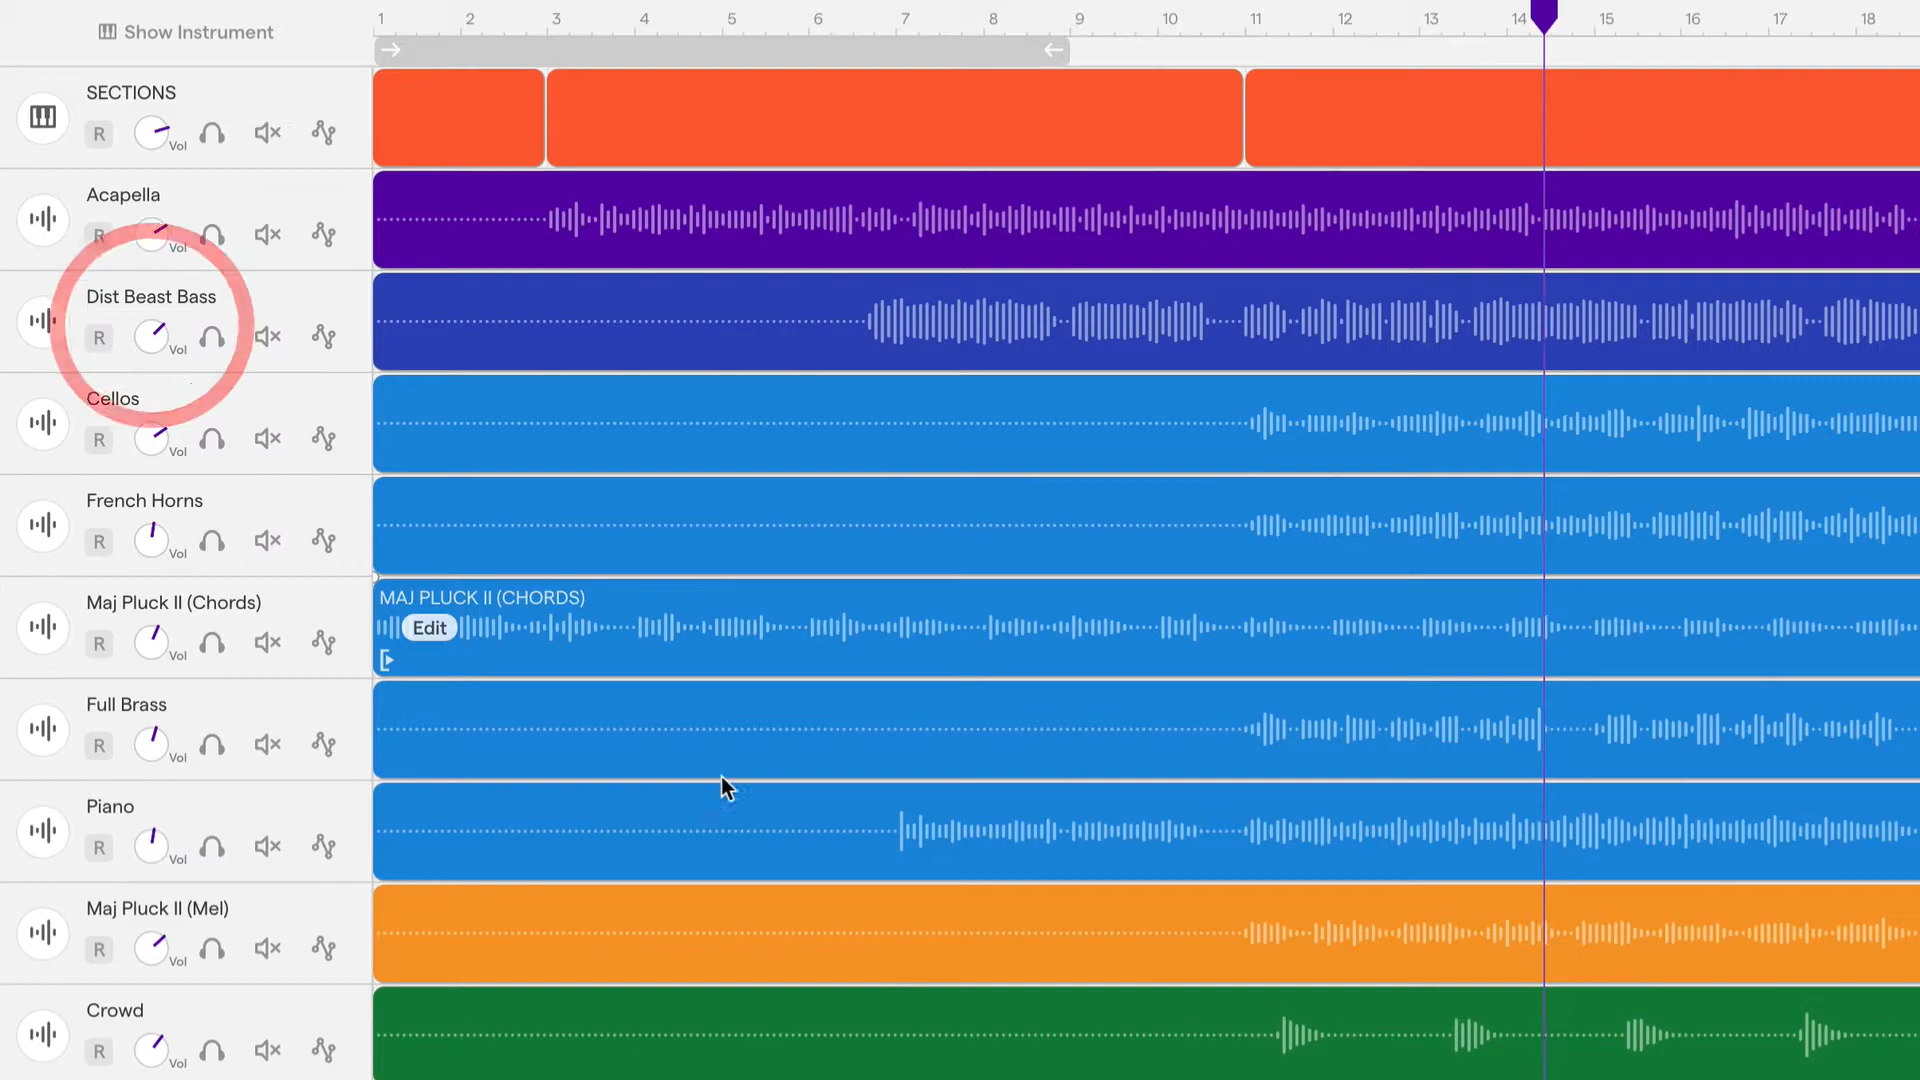 Show Instrument
1 2 3 4 5 6 7 8 9 10 11 12 13 14 15 16 17 18
SECTIONS
R Vol
Acapella
R Vol
Dist Beast Bass
R Vol
Cellos
R Vol
French Horns
R Vol
Maj Pluck II (Chords)
R Vol
MAJ PLUCK II (CHORDS)
Edit
Full Brass
R Vol
Piano
R Vol
Maj Pluck II (Mel)
R Vol
Crowd
R Vol